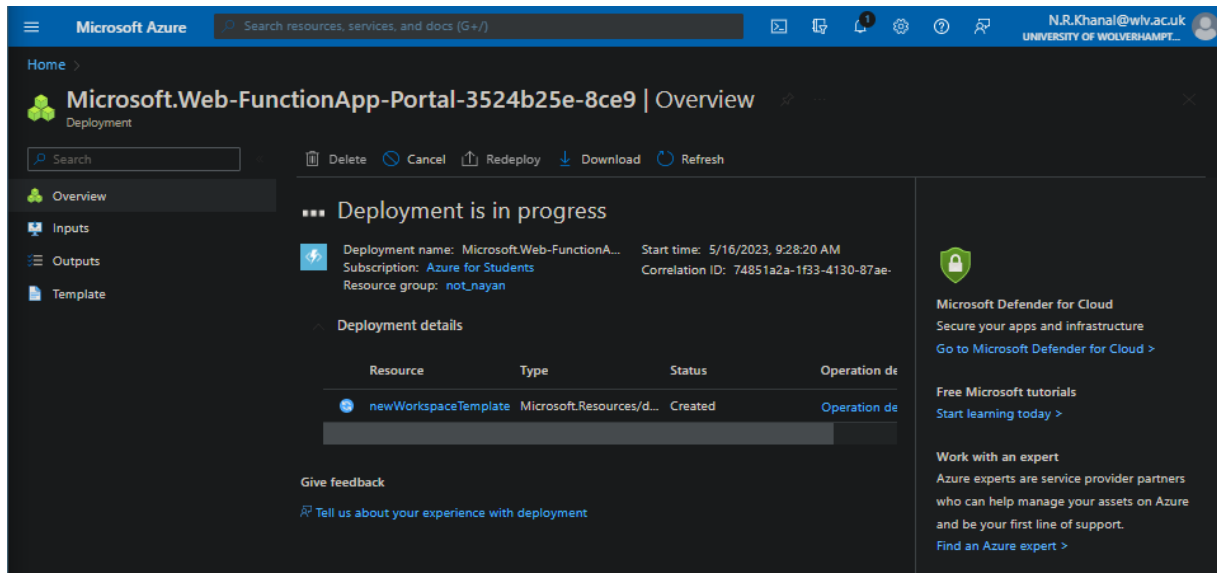 Microsoft Azure
Search resources, services, and docs (G+/)
1
N.R.Khanal@wlv.ac.uk
UNIVERSITY OF WOLVERHAMPT...
Home >
Microsoft.Web-FunctionApp-Portal-3524b25e-8ce9 | Overview
Deployment
Search
Delete Cancel Redeploy Download Refresh
Overview
Inputs
Outputs
Template
Deployment is in progress
Deployment name: Microsoft.Web-FunctionA... Start time: 5/16/2023, 9:28:20 AM
Subscription: Azure for Students Correlation ID: 74851a2a-1f33-4130-87ae-
Resource group: not_nayan
Deployment details
Resource Type Status Operation de
newWorkspaceTemplate Microsoft.Resources/d... Created Operation de
Give feedback
Tell us about your experience with deployment
Microsoft Defender for Cloud
Secure your apps and infrastructure
Go to Microsoft Defender for Cloud >
Free Microsoft tutorials
Start learning today >
Work with an expert
Azure experts are service provider partners
who can help manage your assets on Azure
and be your first line of support.
Find an Azure expert >